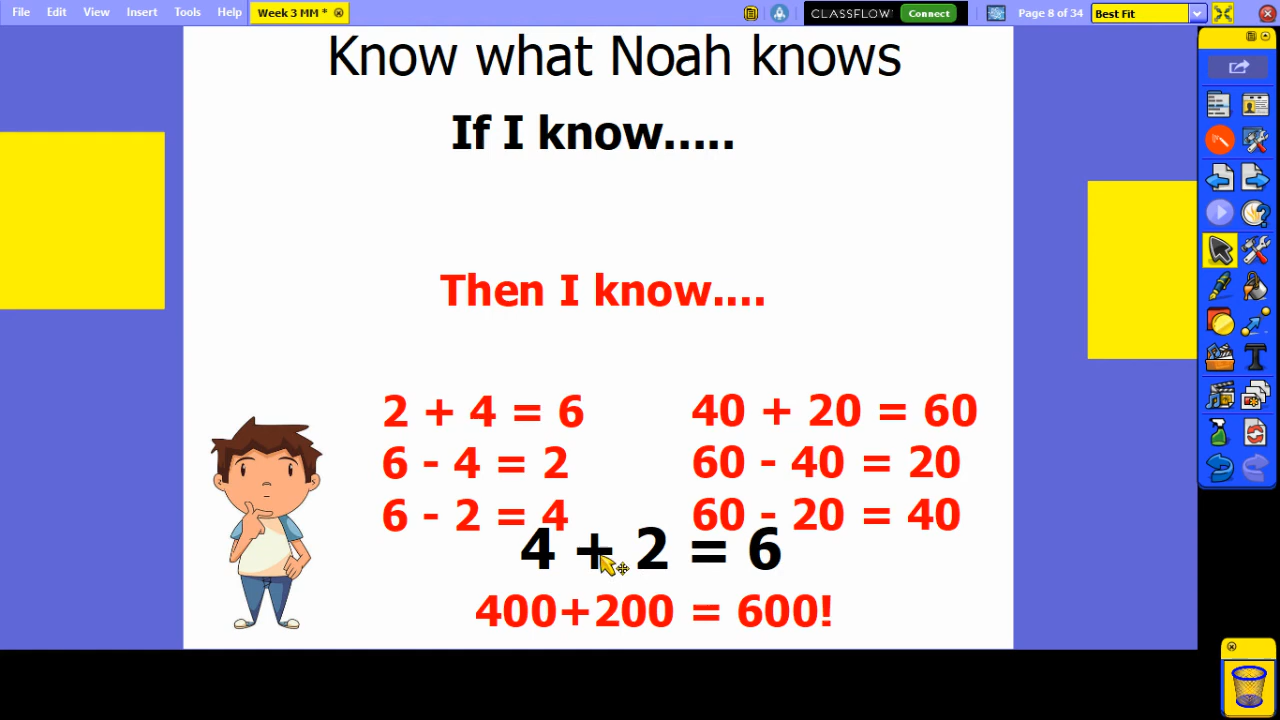 File Edit View Insert Tools Help Week 3 MM * CLASSFLOW Connect Page 8 of 34 Best Fit
Know what Noah knows
If I know.....
Then I know....
2 + 4 = 6 40 + 20 = 60
6 - 4 = 2 60 - 40 = 20
6 - 2 = 4 60 - 20 = 40
4 + 2 = 6
400+200 = 600!